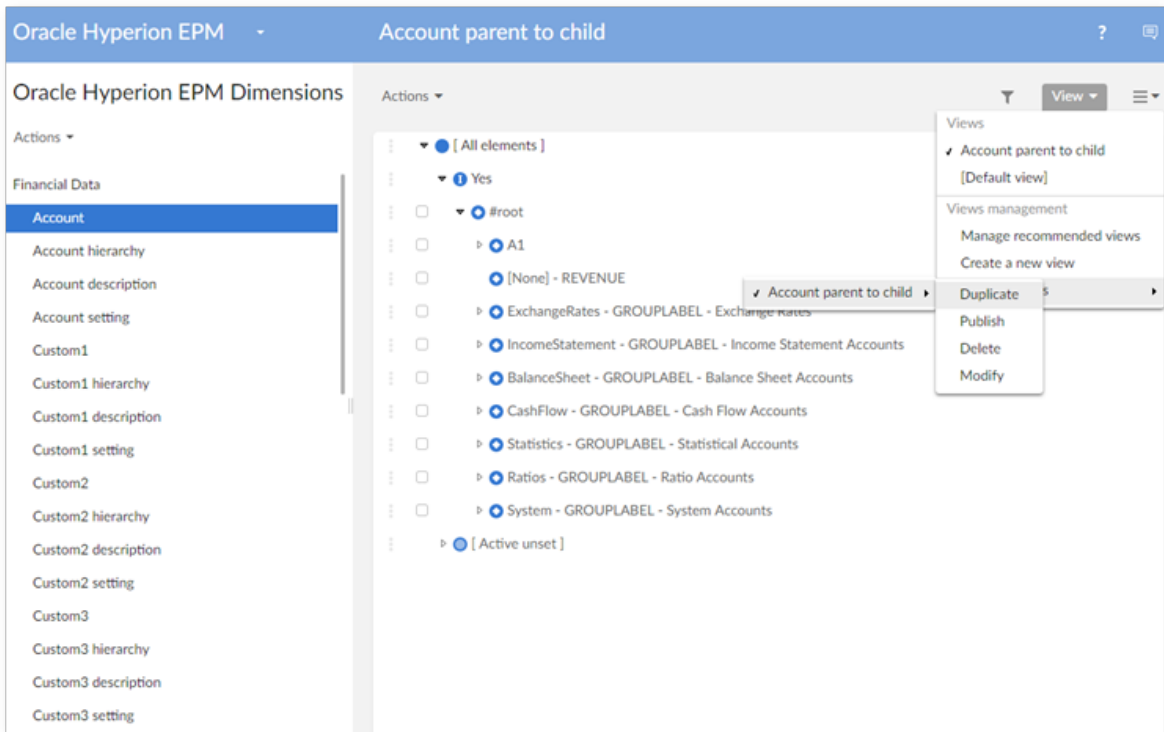 Oracle Hyperion EPM
Account parent to child
?
Oracle Hyperion EPM Dimensions
Actions
Financial Data
Account
Account hierarchy
Account description
Account setting
Custom1
Custom1 hierarchy
Custom1 description
Custom1 setting
Custom2
Custom2 hierarchy
Custom2 description
Custom2 setting
Custom3
Custom3 hierarchy
Custom3 description
Custom3 setting
Actions
View
[ All elements ]
Yes
#root
A1
[None] - REVENUE
ExchangeRates - GROUPLABEL - Exchange Rates
IncomeStatement - GROUPLABEL - Income Statement Accounts
BalanceSheet - GROUPLABEL - Balance Sheet Accounts
CashFlow - GROUPLABEL - Cash Flow Accounts
Statistics - GROUPLABEL - Statistical Accounts
Ratios - GROUPLABEL - Ratio Accounts
System - GROUPLABEL - System Accounts
[ Active unset ]
Views
Account parent to child
[Default view]
Views management
Manage recommended views
Create a new view
Account parent to child
Duplicate
Publish
Delete
Modify